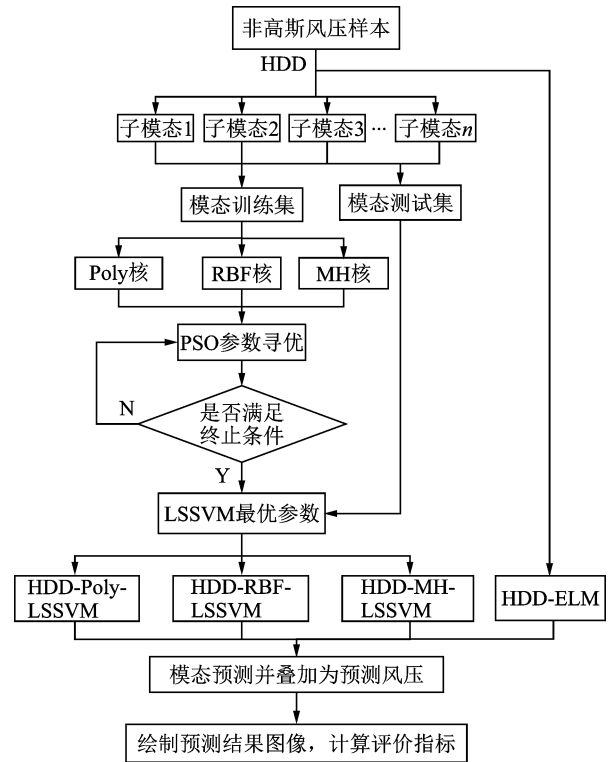 非高斯风压样本
HDD
子模态1 子模态2 子模态3 ··· 子模态n
模态训练集 模态测试集
Poly核 RBF核 MH核
PSO参数寻优
N
是否满足
终止条件
Y
LSSVM最优参数
HDD-Poly-
LSSVM
HDD-RBF-
LSSVM
HDD-MH-
LSSVM
HDD-ELM
模态预测并叠加为预测风压
绘制预测结果图像，计算评价指标